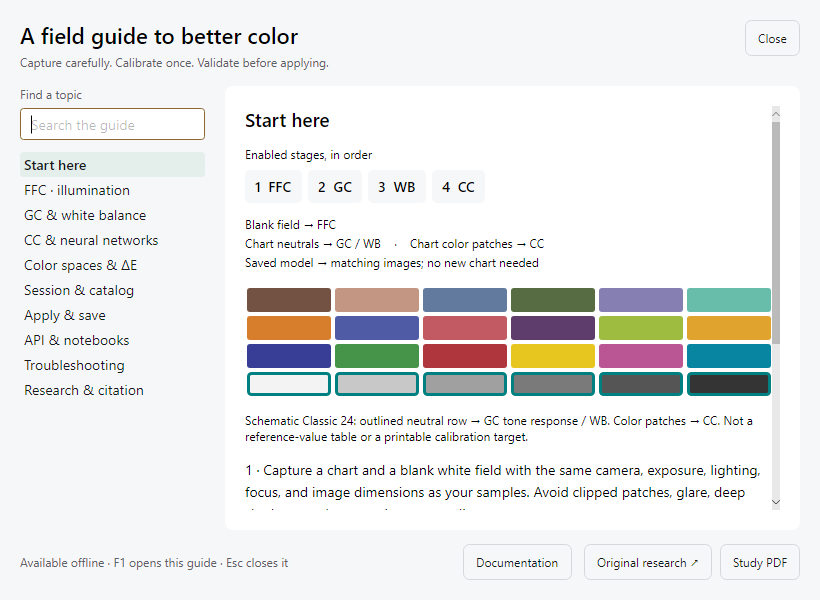 A field guide to better color
Close
Capture carefully. Calibrate once. Validate before applying.
Find a topic
Search the guide
Start here
FFC · illumination
GC & white balance
CC & neural networks
Color spaces & ΔE
Session & catalog
Apply & save
API & notebooks
Troubleshooting
Research & citation
Start here
Enabled stages, in order
1 FFC
2 GC
3 WB
4 CC
Blank field → FFC
Chart neutrals → GC / WB · Chart color patches → CC
Saved model → matching images; no new chart needed
Schematic Classic 24: outlined neutral row → GC tone response / WB. Color patches → CC. Not a
reference-value table or a printable calibration target.
1 · Capture a chart and a blank white field with the same camera, exposure, lighting,
focus, and image dimensions as your samples. Avoid clipped patches, glare, deep
Available offline · F1 opens this guide · Esc closes it
Documentation
Original research ↗
Study PDF